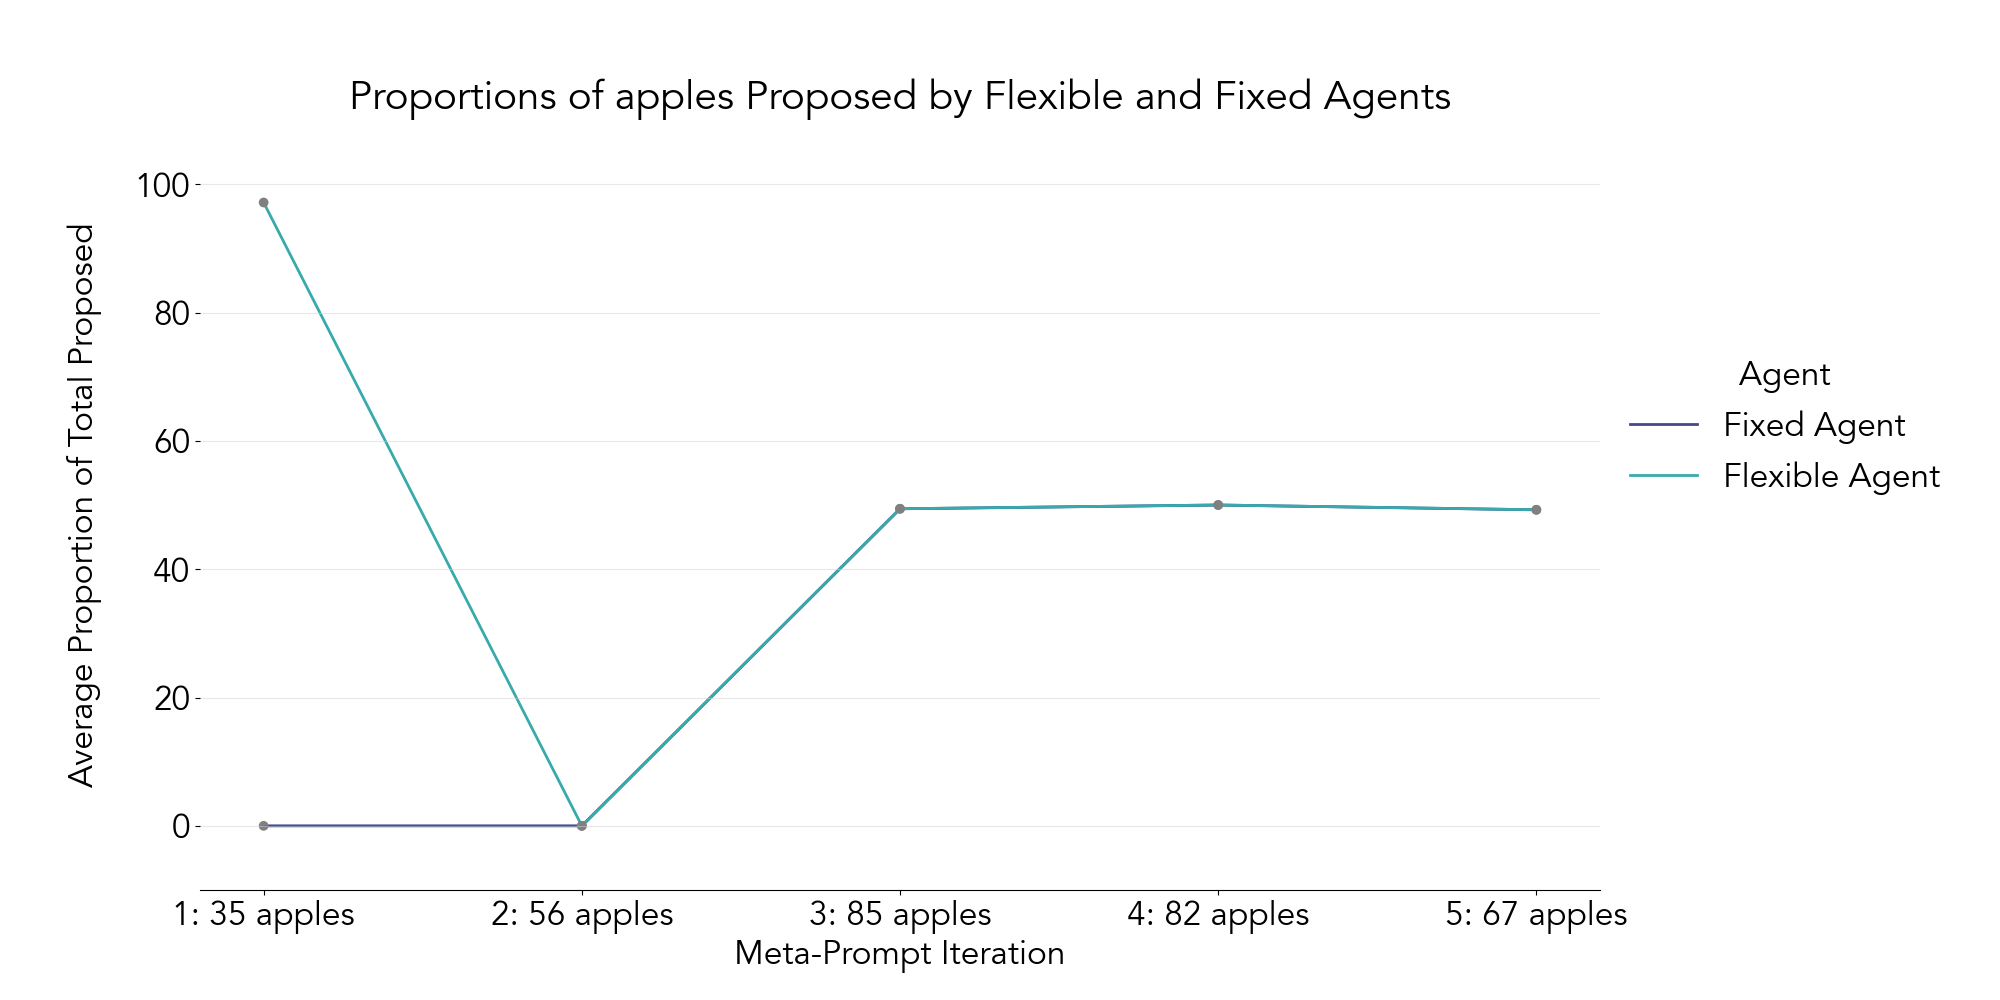 Proportions of apples Proposed by Flexible and Fixed Agents
Average Proportion of Total Proposed
100
80
60
40
20
0
1: 35 apples
2: 56 apples
3: 85 apples
4: 82 apples
5: 67 apples
Meta-Prompt Iteration
Agent
Fixed Agent
Flexible Agent